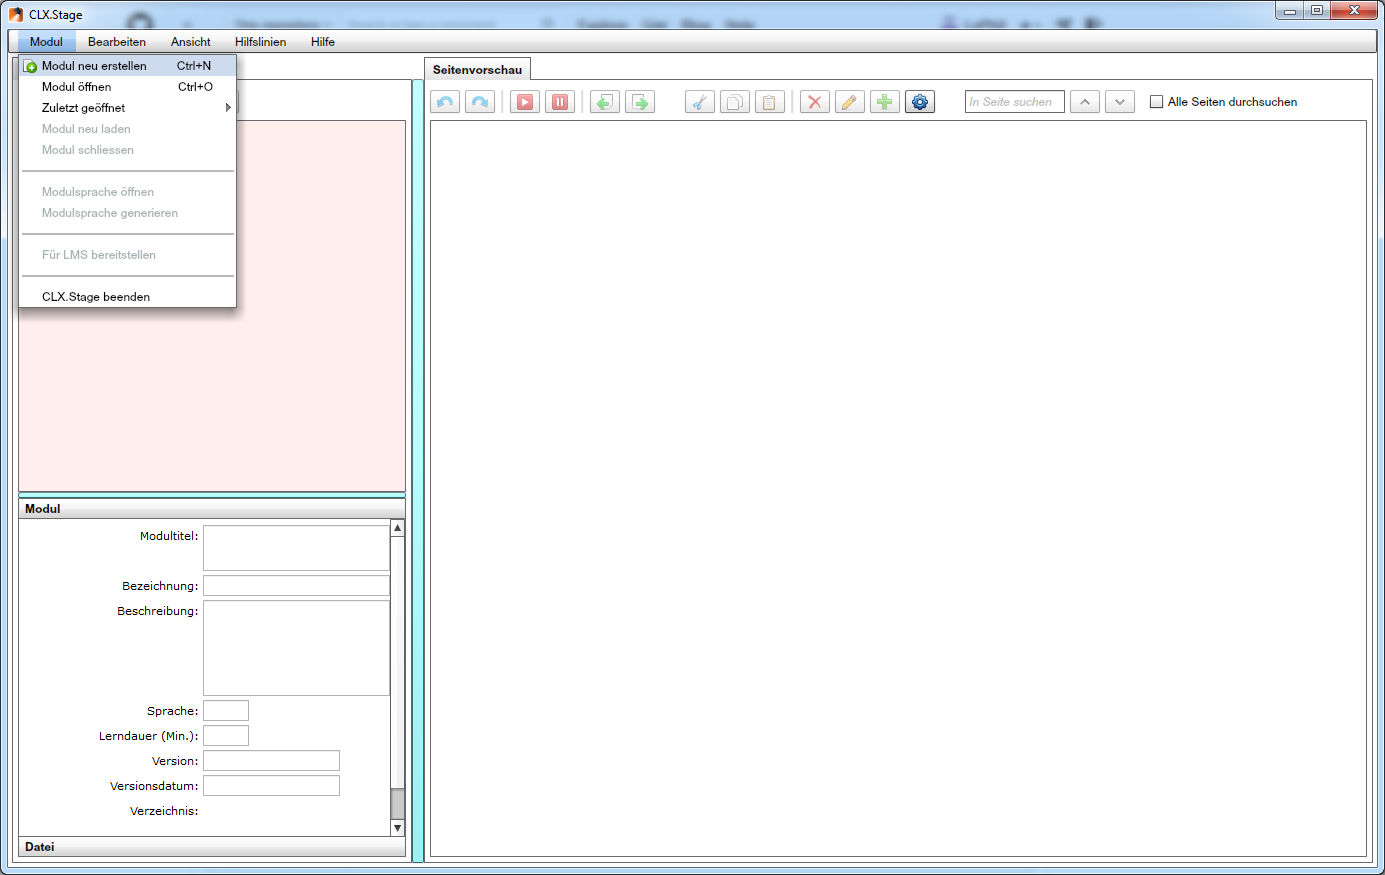 CLX.Stage
Modul Bearbeiten Ansicht Hilfslinien Hilfe
Modul neu erstellen Ctrl+N
Modul öffnen Ctrl+O
Zuletzt geöffnet
Modul neu laden
Modul schliessen
Modulsprache öffnen
Modulsprache generieren
Für LMS bereitstellen
CLX.Stage beenden
Seitenvorschau
In Seite suchen
Alle Seiten durchsuchen
Modul
Modultitel:
Bezeichnung:
Beschreibung:
Sprache:
Lerndauer (Min.):
Version:
Versionsdatum:
Verzeichnis:
Datei